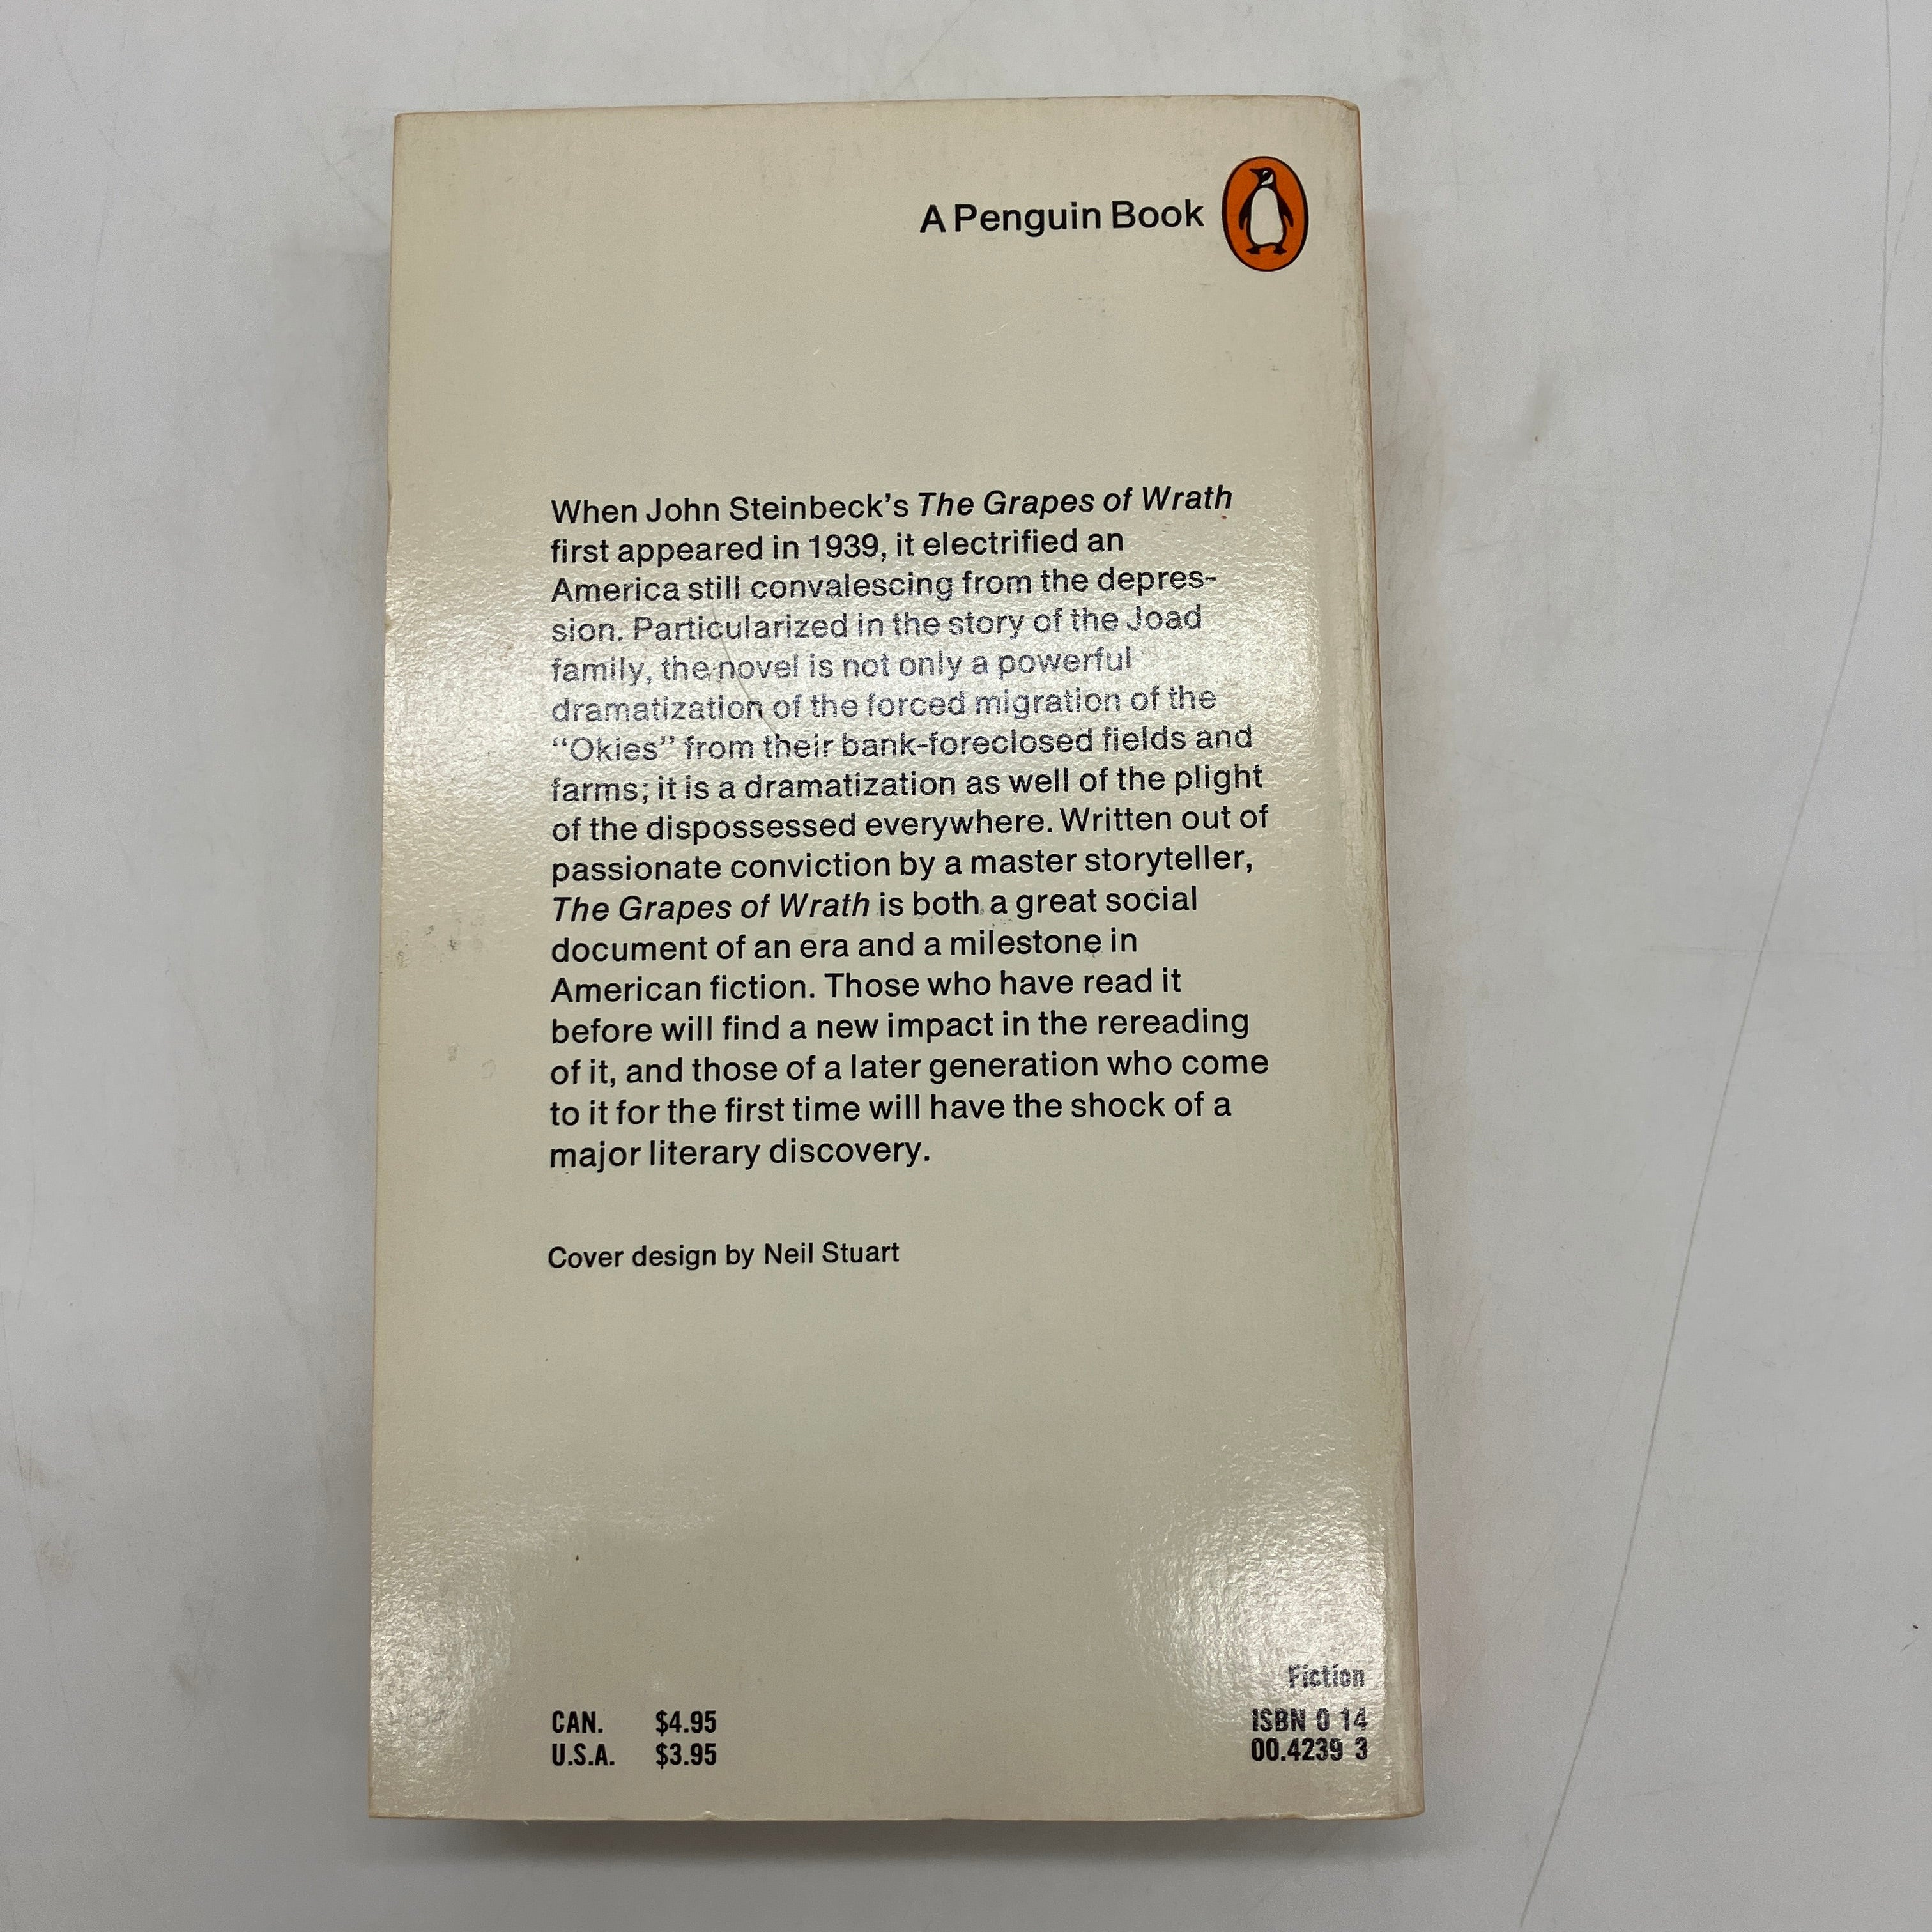 A Penguin Book
When John Steinbeck's The Grapes of Wrath
first appeared in 1939, it electrified an
America still convalescing from the depres-
sion. Particularized in the story of the Joad
family, the novel is not only a powerful
dramatization of the forced migration of the
“Okies” from their bank-foreclosed fields and
farms; it is a dramatization as well of the plight
of the dispossessed everywhere. Written out of
passionate conviction by a master storyteller,
The Grapes of Wrath is both a great social
document of an era and a milestone in
American fiction. Those who have read it
before will find a new impact in the rereading
of it, and those of a later generation who come
to it for the first time will have the shock of a
major literary discovery.
Cover design by Neil Stuart
CAN. $4.95
U.S.A. $3.95
Fiction
ISBN 0 14
00.4239 3